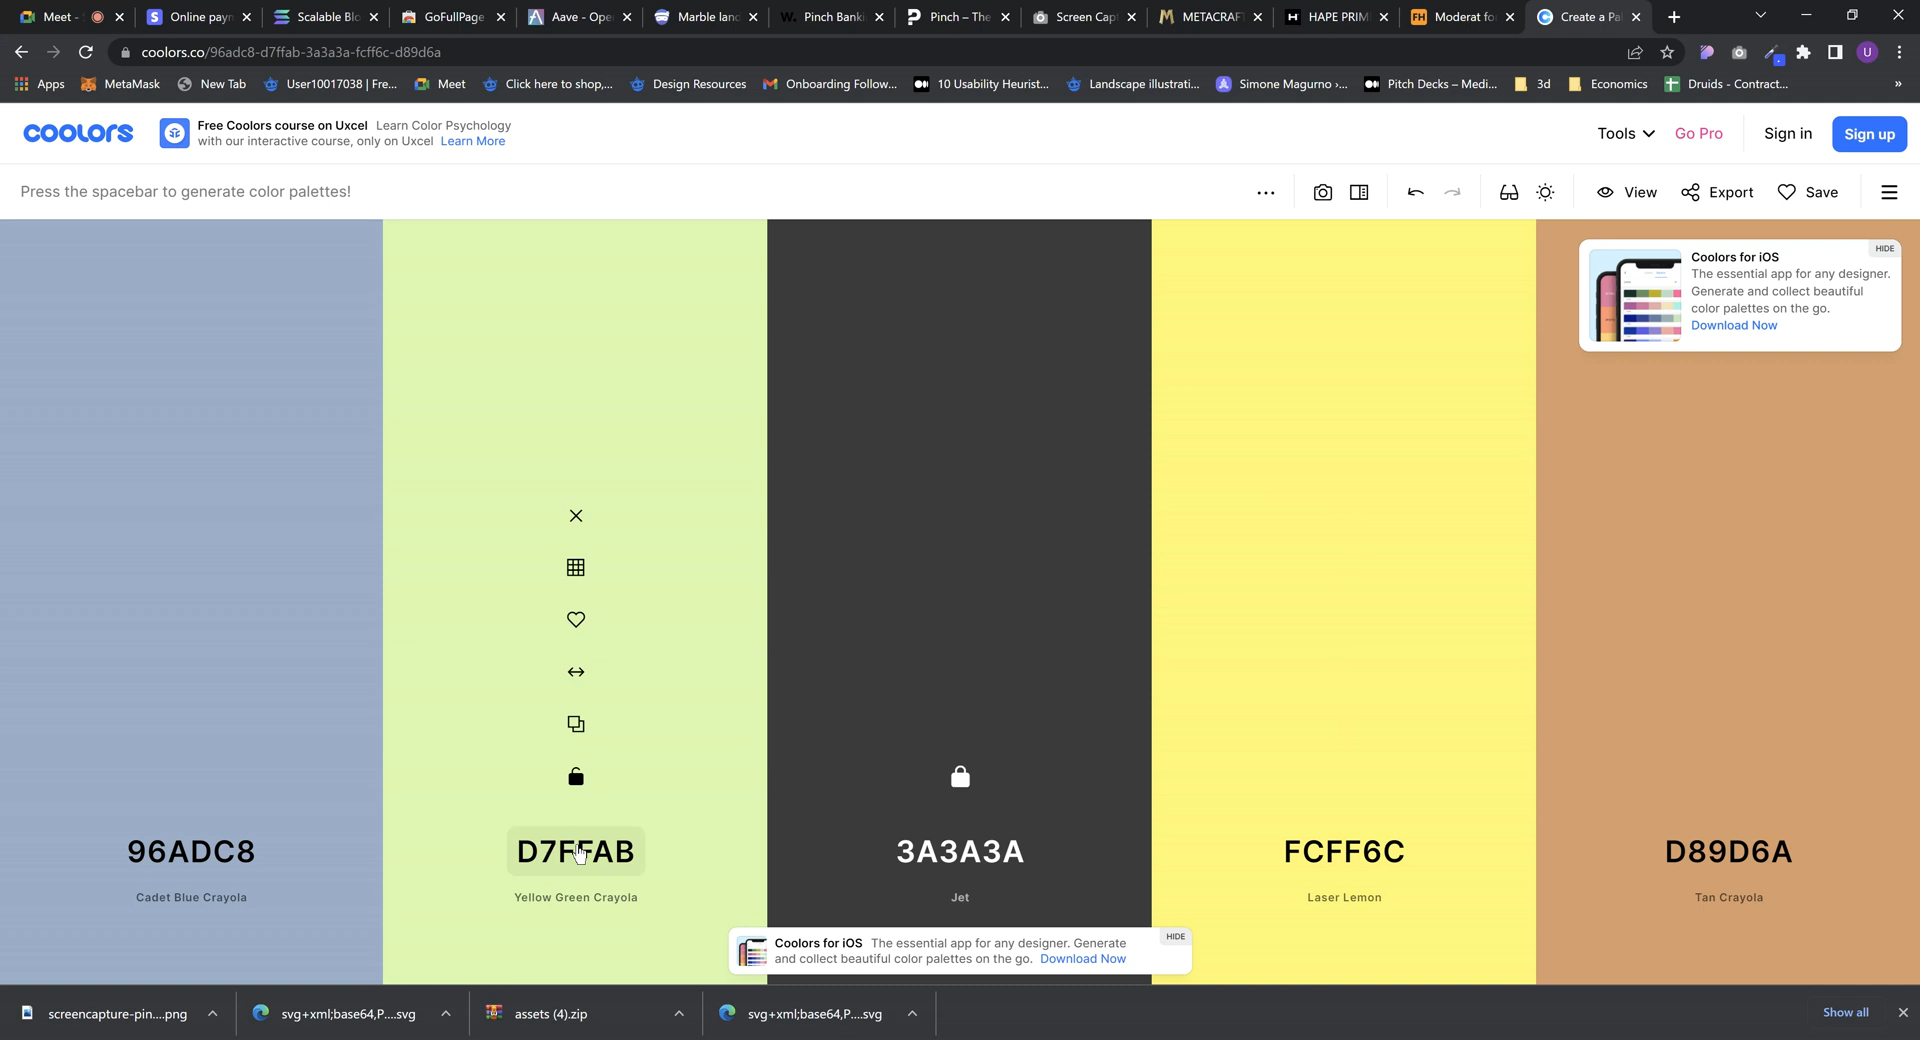 Meet -
Online payn
Scalable Blo
GoFullPage
Aave - Ope
Marble land
Pinch Banki
Pinch – The
Screen Capt
METACRAF
HAPE PRIM
Moderat fo
Create a Pal
coolors.co/96adc8-d7ffab-3a3a3a-fcff6c-d89d6a
U
Apps
MetaMask
New Tab
User10017038 | Fre...
Meet
Click here to shop,...
Design Resources
Onboarding Follow...
10 Usability Heurist...
Landscape illustrati...
Simone Magurno ›...
Pitch Decks – Medi...
3d
Economics
Druids - Contract...
»
coolors
Free Coolors course on Uxcel Learn Color Psychology
with our interactive course, only on Uxcel Learn More
Tools
Go Pro
Sign in
Sign up
Press the spacebar to generate color palettes!
View
Export
Save
HIDE
Coolors for iOS
The essential app for any designer.
Generate and collect beautiful
color palettes on the go.
Download Now
96ADC8
D7FFAB
3A3A3A
FCFF6C
D89D6A
Cadet Blue Crayola
Yellow Green Crayola
Jet
Laser Lemon
Tan Crayola
HIDE
Coolors for iOS The essential app for any designer. Generate
and collect beautiful color palettes on the go. Download Now
screencapture-pin....png
svg+xml;base64,P....svg
assets (4).zip
svg+xml;base64,P....svg
Show all